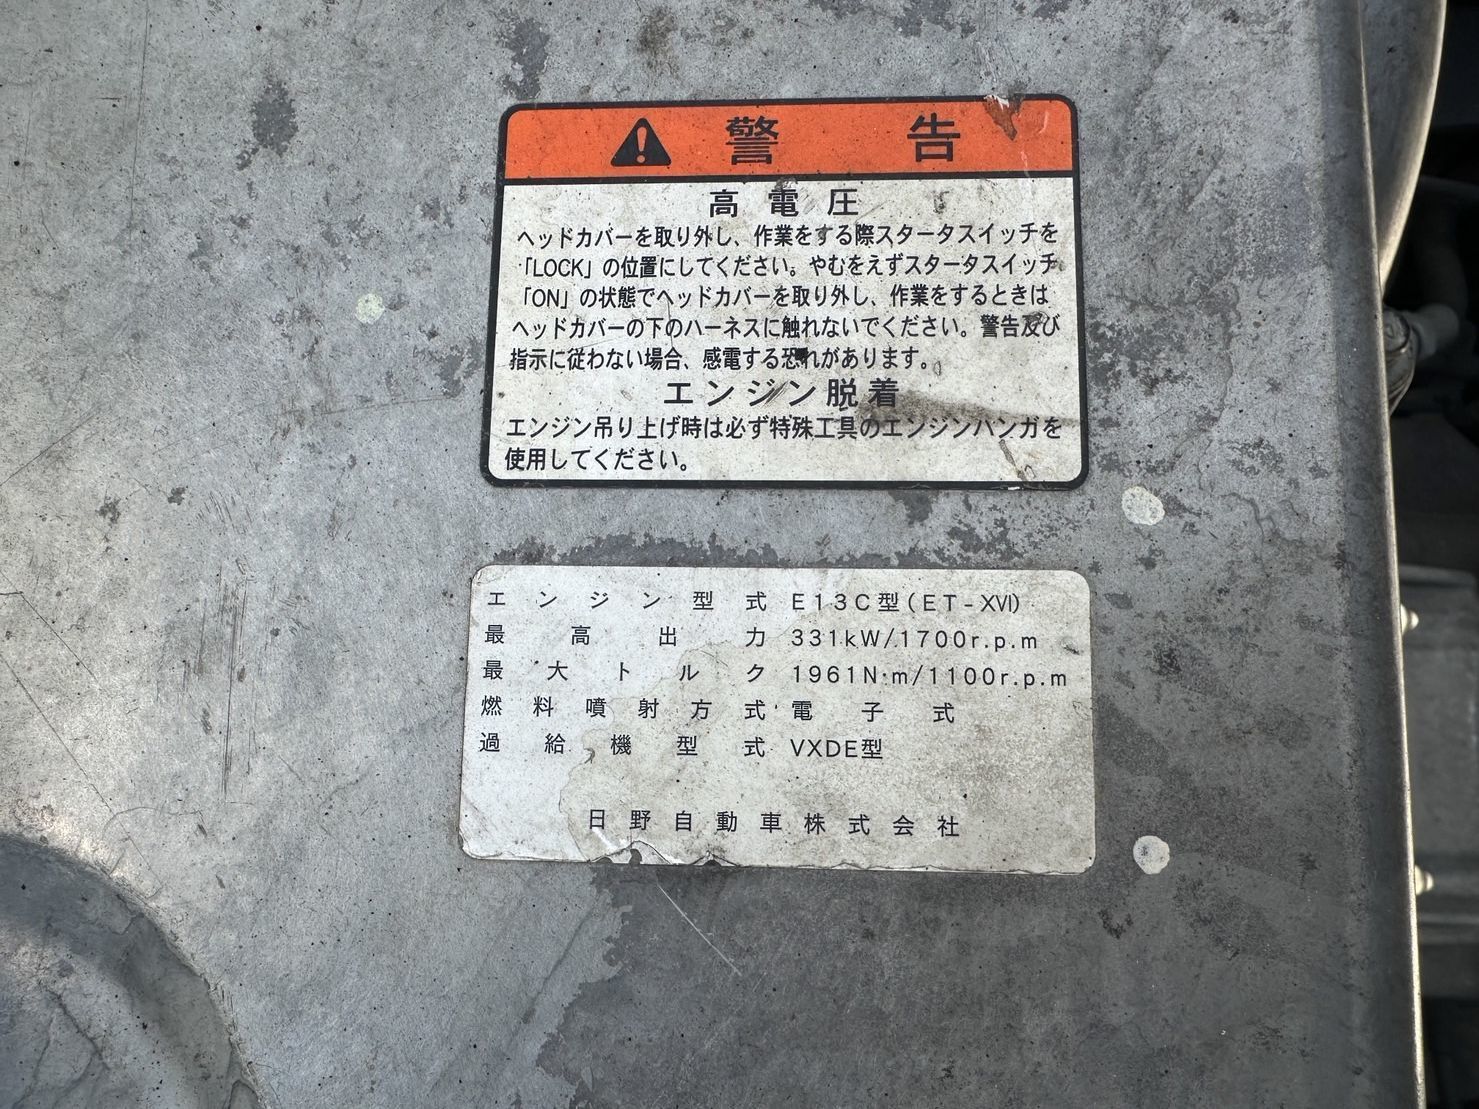 警告
高電圧
ヘッドカバーを取り外し、作業をする際スタータスイッチを
「LOCK」の位置にしてください。やむをえずスタータスイッチ
「ON」の状態でヘッドカバーを取り外し、作業をするときは
ヘッドカバーの下のハーネスに触れないでください。警告及び
指示に従わない場合、感電する恐れがあります。
エンジン脱着
エンジン吊り上げ時は必ず特殊工具のエンジンハンガを
使用してください。
エンジン型式 E13C型(ET-XVI)
最高出力 331kW/1700r.p.m
最大トルク 1961N·m/1100r.p.m
燃料噴射方式 電子式
過給機型式 VXDE型
日野自動車株式会社